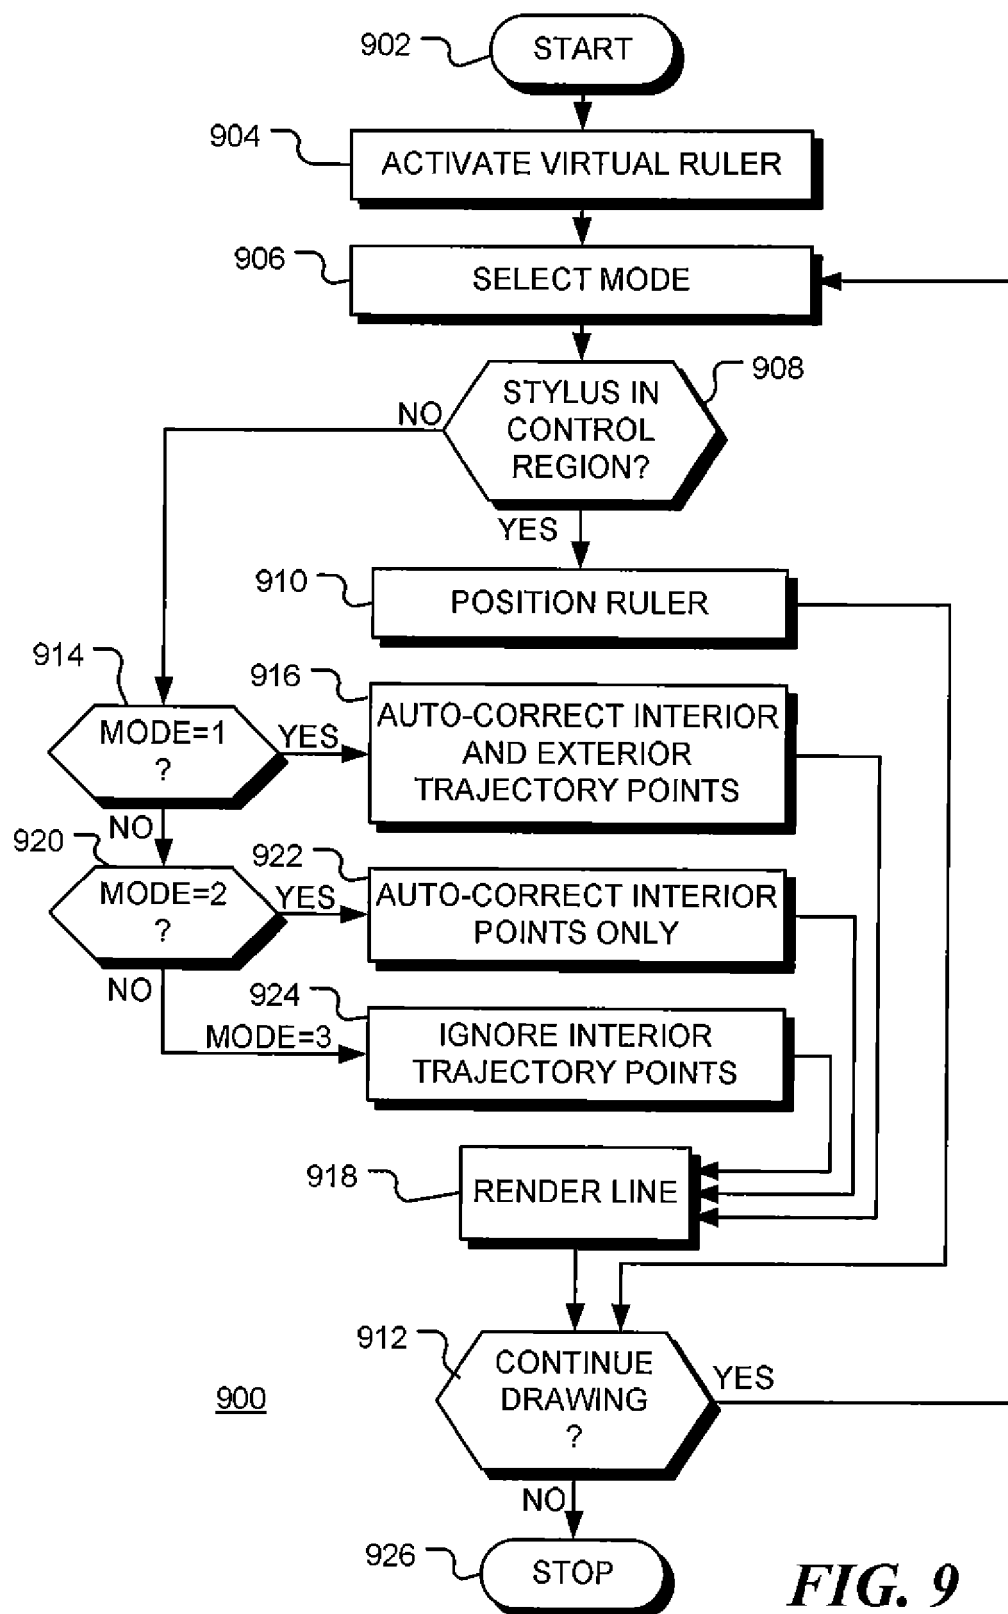 902
START
904
ACTIVATE VIRTUAL RULER
906
SELECT MODE
908
STYLUS IN
CONTROL
REGION?
NO
YES
910
POSITION RULER
914
MODE=1
?
YES
916
AUTO-CORRECT INTERIOR
AND EXTERIOR
TRAJECTORY POINTS
NO
920
MODE=2
?
YES
922
AUTO-CORRECT INTERIOR
POINTS ONLY
NO
MODE=3
924
IGNORE INTERIOR
TRAJECTORY POINTS
918
RENDER LINE
912
CONTINUE
DRAWING
?
YES
900
NO
926
STOP
FIG. 9